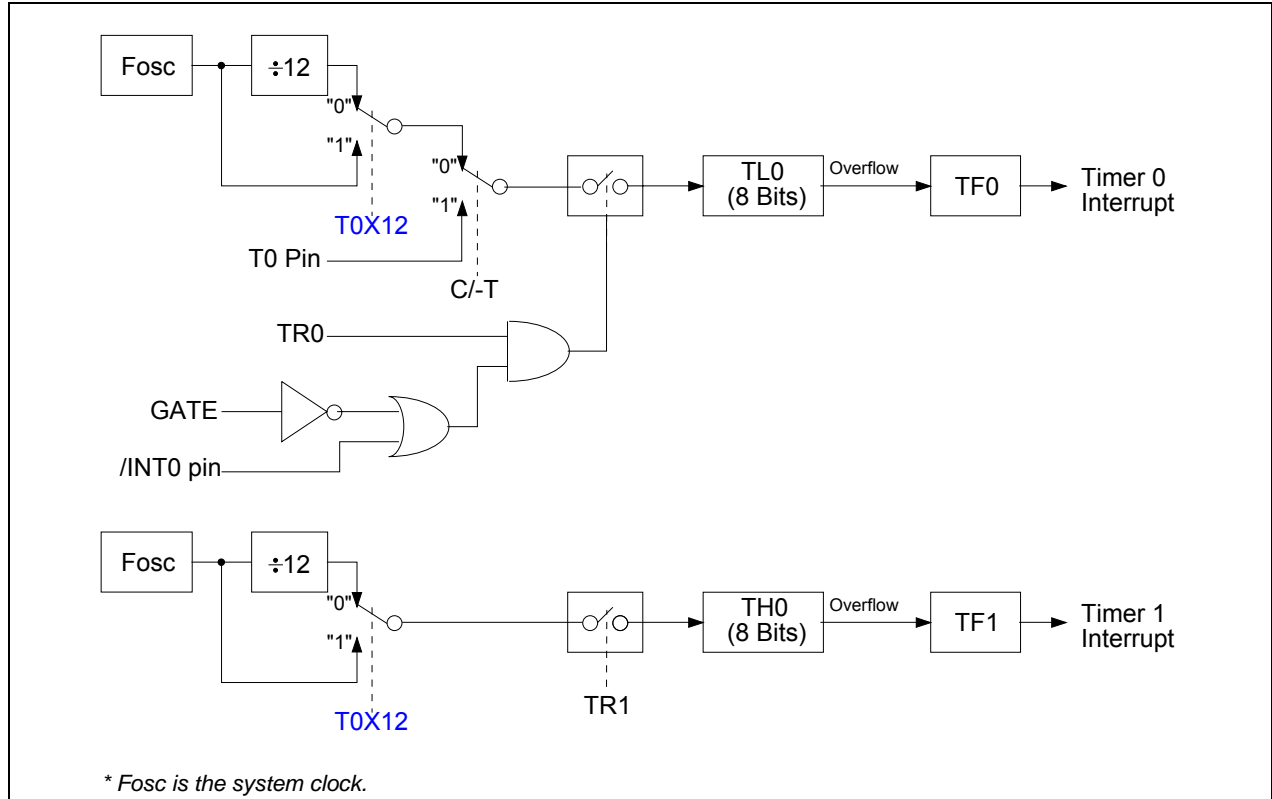 Fosc
÷12
"0"
"1"
T0X12
"0"
"1"
T0 Pin
C/-T
TL0
(8 Bits)
Overflow
TF0
Timer 0
Interrupt
TR0
GATE
/INT0 pin
Fosc
÷12
"0"
"1"
T0X12
TR1
TH0
(8 Bits)
Overflow
TF1
Timer 1
Interrupt
* Fosc is the system clock.